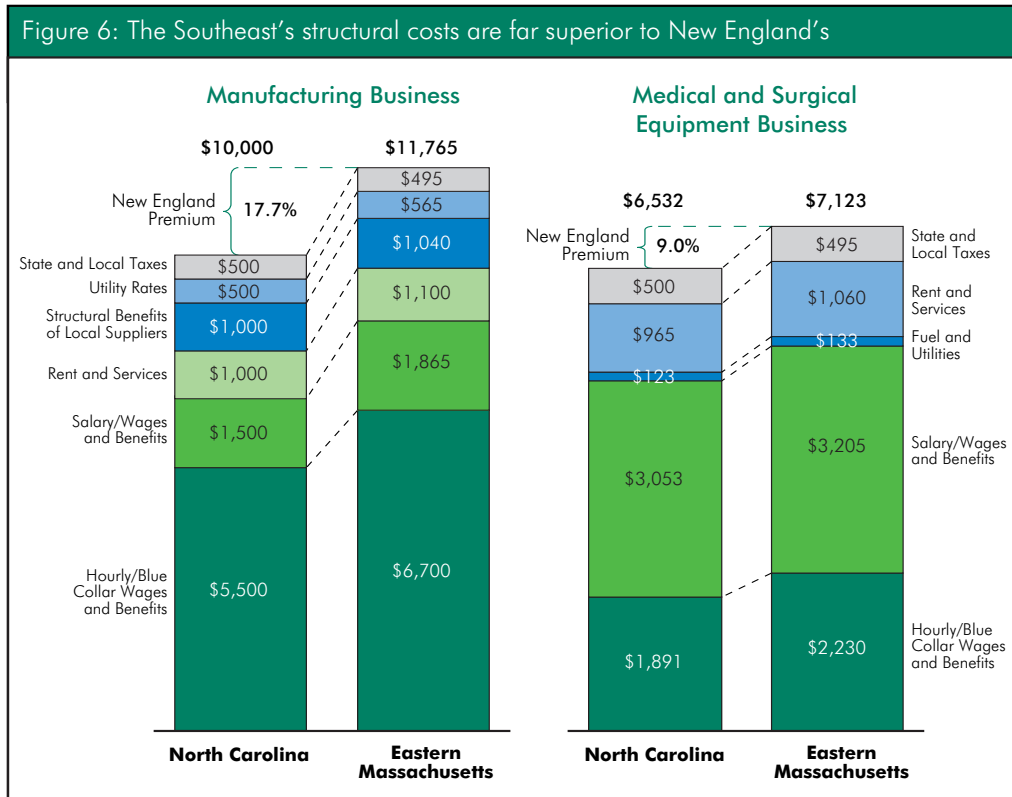 Figure 6: The Southeast's structural costs are far superior to New England's
Manufacturing Business
$10,000
$11,765
New England
Premium
17.7%
State and Local Taxes
Utility Rates
Structural Benefits
of Local Suppliers
Rent and Services
Salary/Wages
and Benefits
Hourly/Blue
Collar Wages
and Benefits
$500
$500
$1,000
$1,000
$1,500
$5,500
$495
$565
$1,040
$1,100
$1,865
$6,700
North Carolina
Eastern
Massachusetts
Medical and Surgical
Equipment Business
$6,532
$7,123
New England
Premium
9.0%
$500
$965
$123
$3,053
$1,891
$495
$1,060
$133
$3,205
$2,230
State and
Local Taxes
Rent and
Services
Fuel and
Utilities
Salary/Wages
and Benefits
Hourly/Blue
Collar Wages
and Benefits
North Carolina
Eastern
Massachusetts